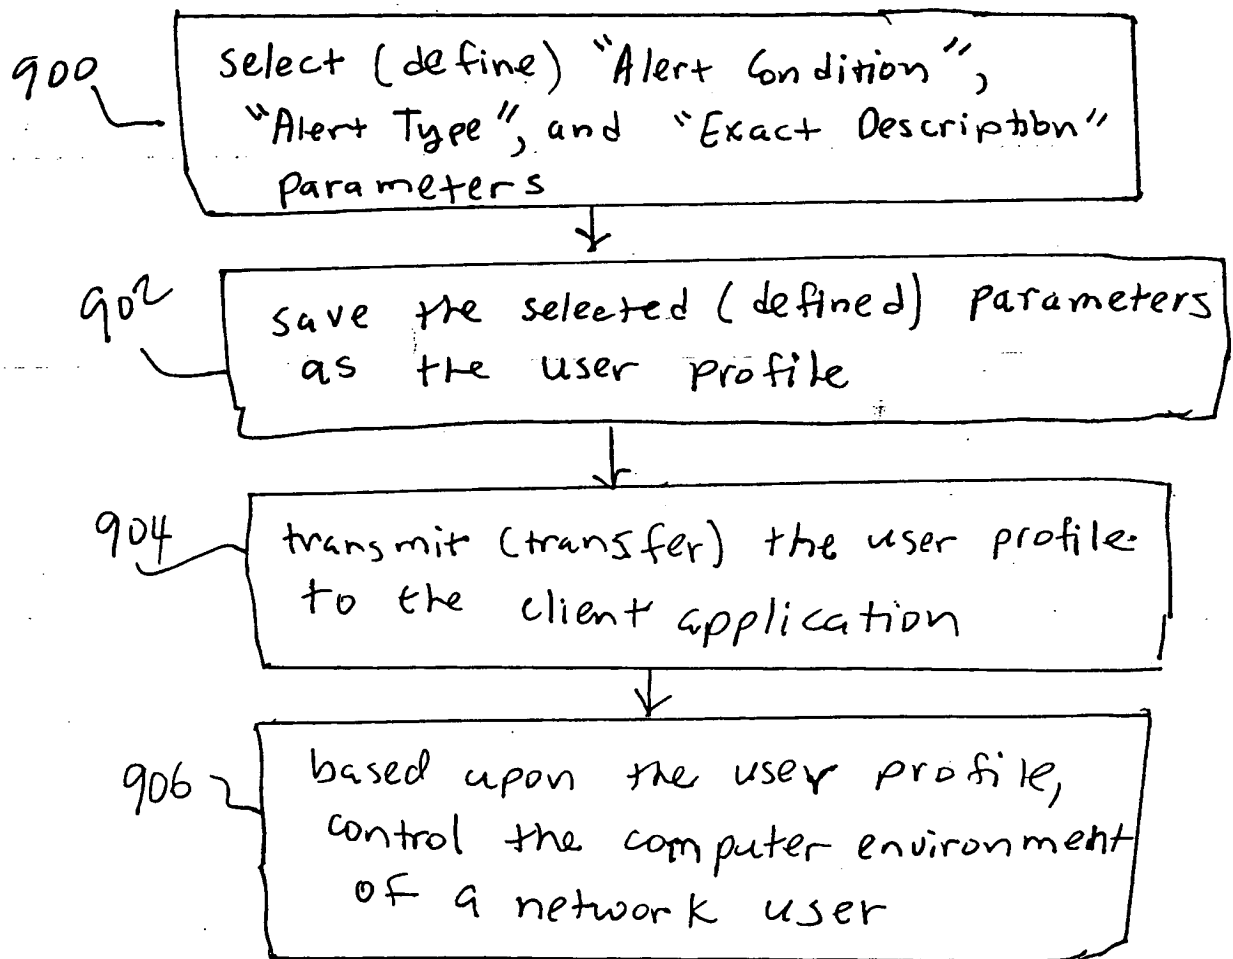 900
select (define) "Alert Condition",
"Alert Type", and "Exact Description"
parameters
902
save the selected (defined) parameters
as the user profile
904
transmit (transfer) the user profile
to the client application
906
based upon the user profile,
control the computer environment
of a network user